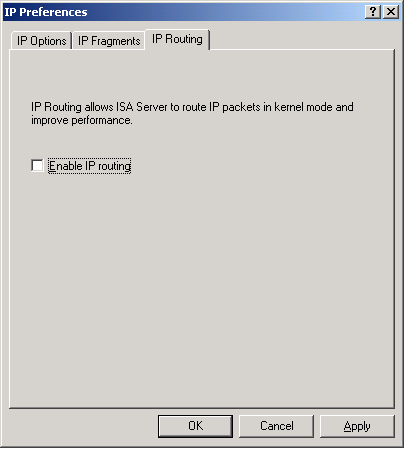 IP Preferences
IP Options
IP Fragments
IP Routing
IP Routing allows ISA Server to route IP packets in kernel mode and
improve performance.
Enable IP routing
OK
Cancel
Apply